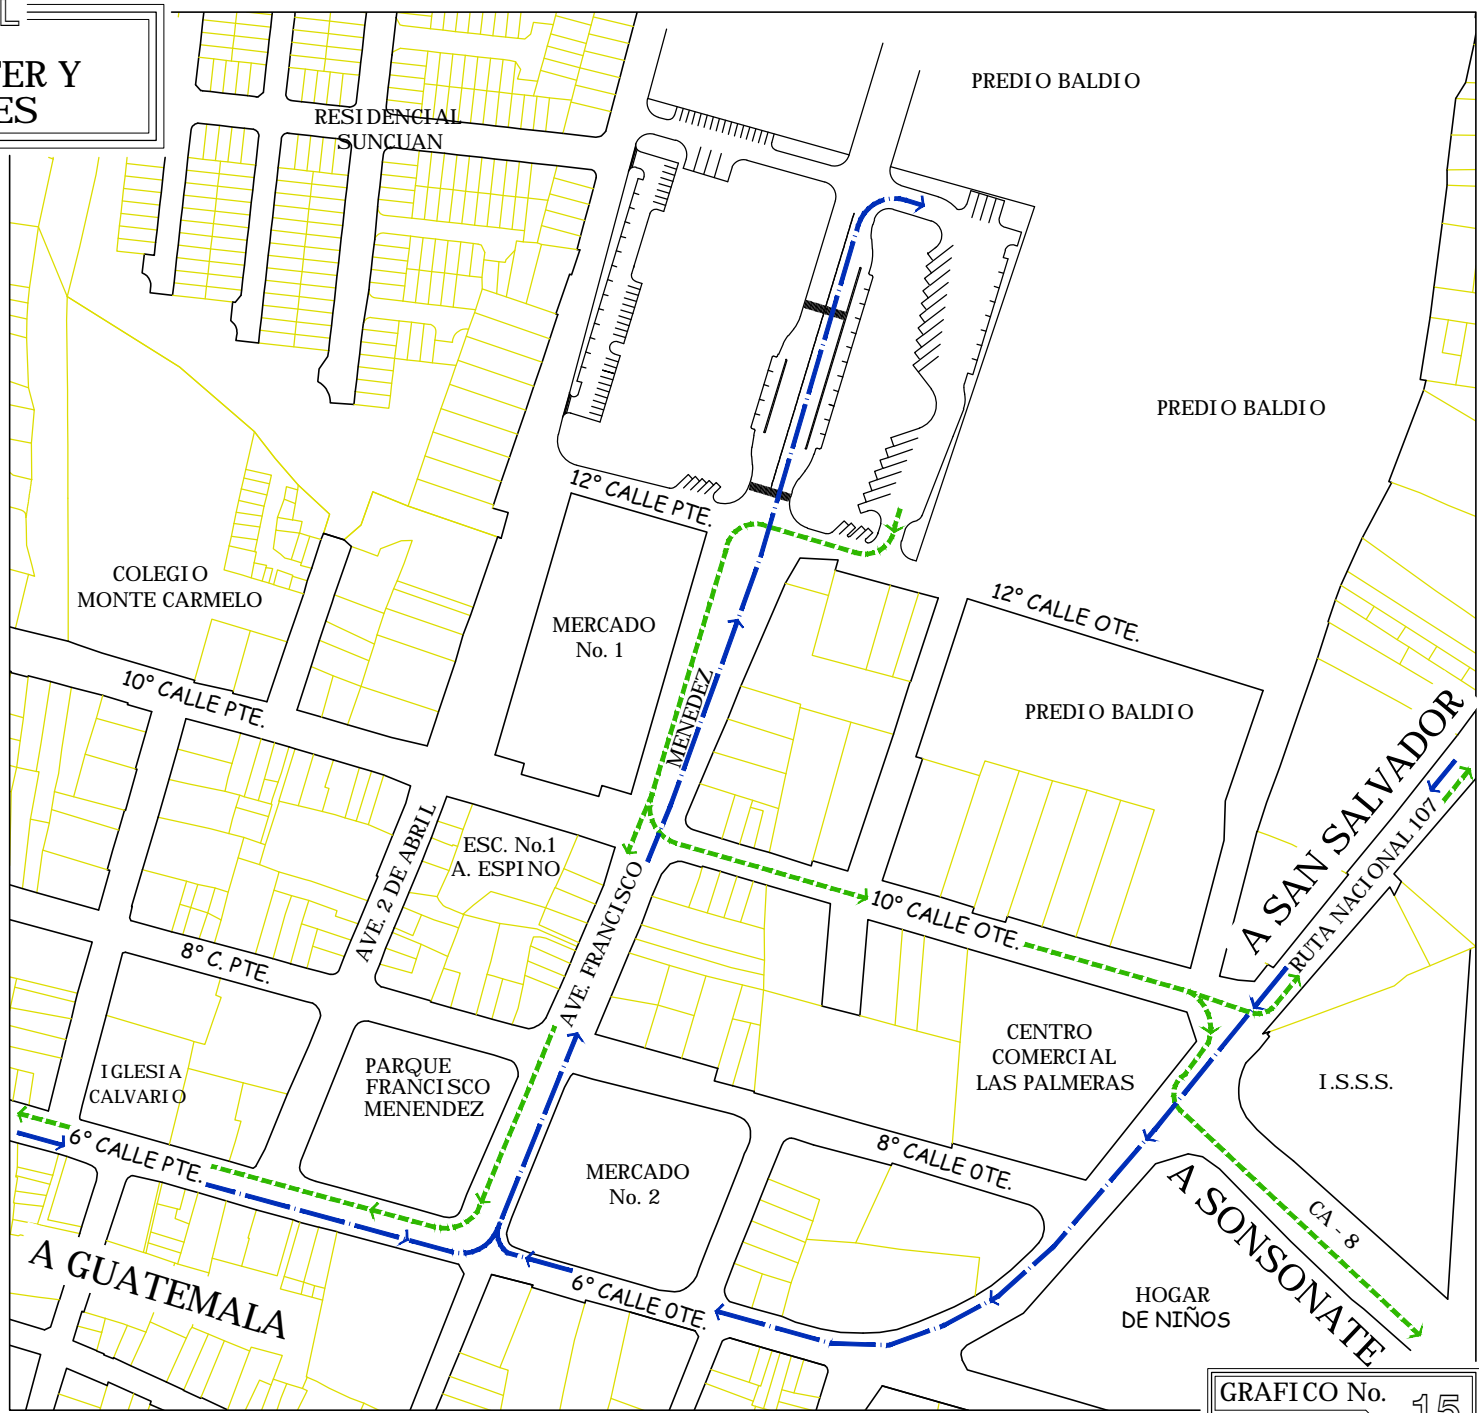 ER Y
ES
RESIDENCIAL
SUNCUAN
PREDIO BALDIO
PREDIO BALDIO
12° CALLE PTE.
COLEGIO
MONTE CARMELO
MERCADO
No. 1
12° CALLE OTE.
10° CALLE PTE.
MENEDEZ
PREDIO BALDIO
A SAN SALVADOR
RUTA NACIONAL 107
AVE. 2 DE ABRIL
ESC. No.1
A. ESPINO
AVE. FRANCISCO
10° CALLE OTE.
8° C. PTE.
IGLESIA
CALVARIO
PARQUE
FRANCISCO
MENENDEZ
CENTRO
COMERCIAL
LAS PALMERAS
I.S.S.S.
6° CALLE PTE.
MERCADO
No. 2
8° CALLE OTE.
A SONSONATE
CA - 8
A GUATEMALA
6° CALLE OTE.
HOGAR
DE NIÑOS
GRAFICO No. 15